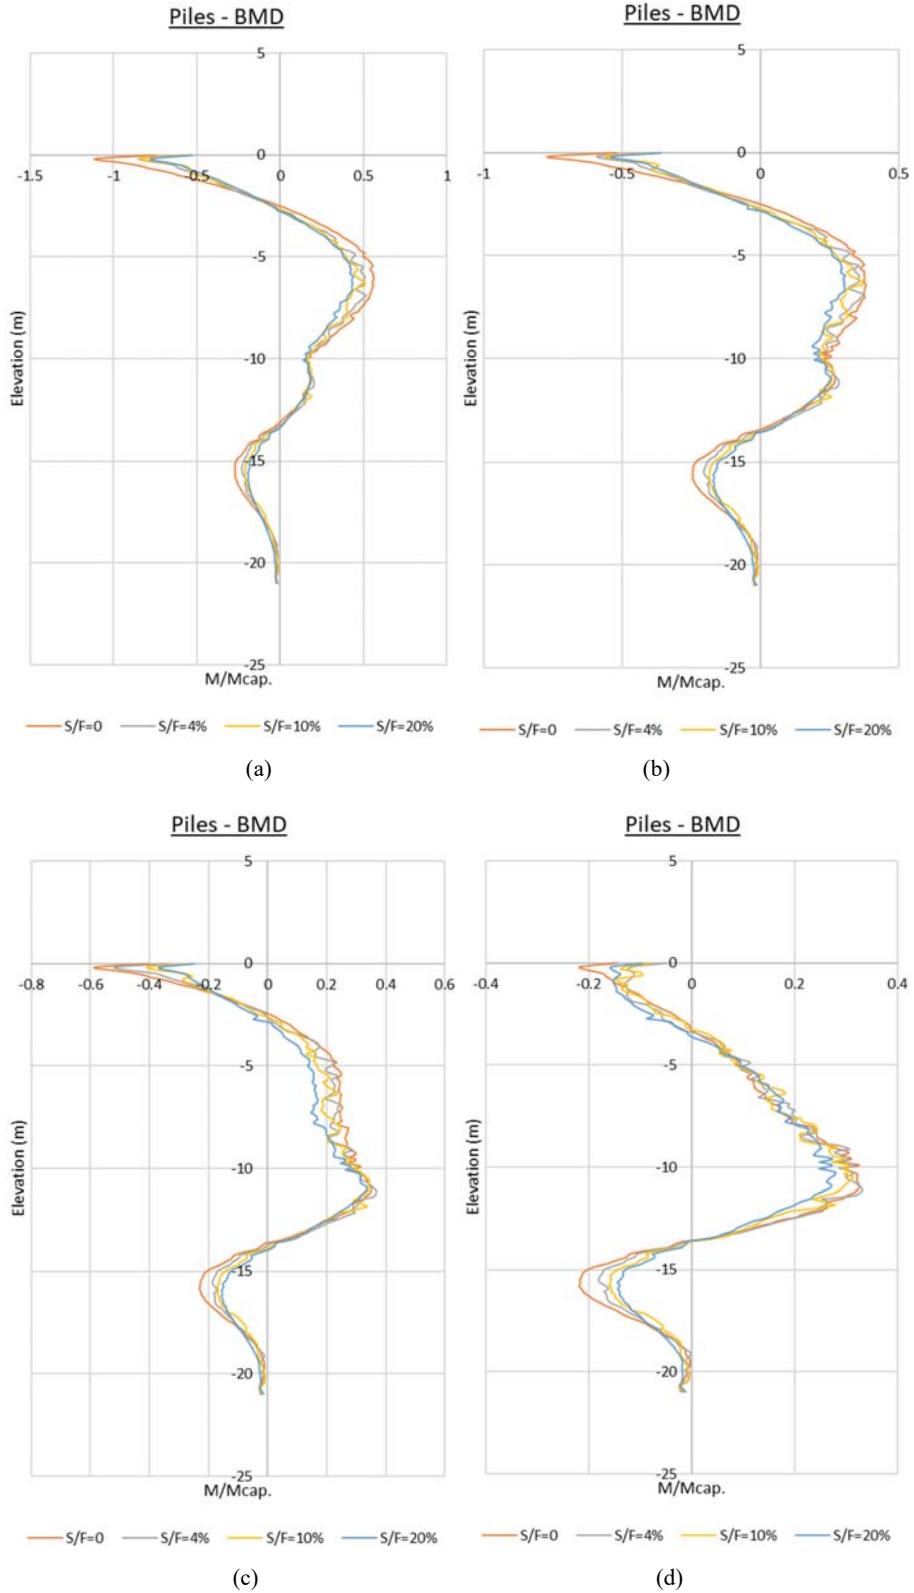 Piles - BMD
5
0
-1.5
-1
-0.5
0
0.5
1
-5
-10
-15
-20
-25
Elevation (m)
M/Mcap.
S/F=0 S/F=4% S/F=10% S/F=20%
(a)
Piles - BMD
5
0
-1
-0.5
0
0.5
-5
-10
-15
-20
-25
Elevation (m)
M/Mcap.
S/F=0 S/F=4% S/F=10% S/F=20%
(b)
Piles - BMD
5
0
-0.8
-0.6
-0.4
-0.2
0
0.2
0.4
0.6
-5
-10
-15
-20
-25
Elevation (m)
M/Mcap.
S/F=0 S/F=4% S/F=10% S/F=20%
(c)
Piles - BMD
5
0
-0.4
-0.2
0
0.2
0.4
-5
-10
-15
-20
-25
Elevation (m)
M/Mcap.
S/F=0 S/F=4% S/F=10% S/F=20%
(d)